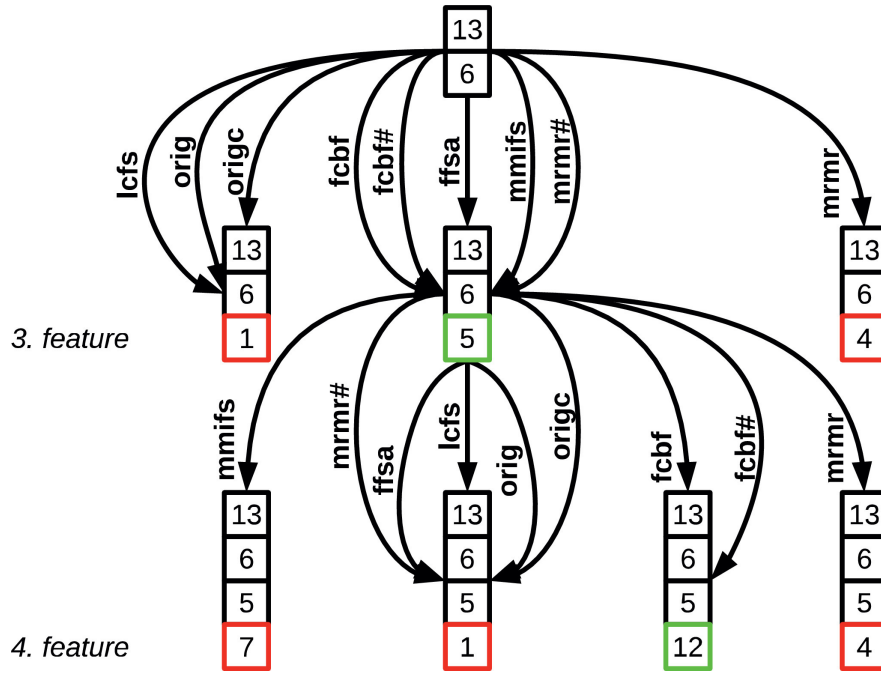 13
6
lcfs
orig
origc
fcbf
fcbf#
ffsa
mmifs
mrmr#
mrmr
13
13
13
6
6
6
3. feature
1
5
4
mmifs
mrmr#
ffsa
lcfs
orig
origc
fcbf
fcbf#
mrmr
13
13
13
13
6
6
6
6
5
5
5
5
4. feature
7
1
12
4